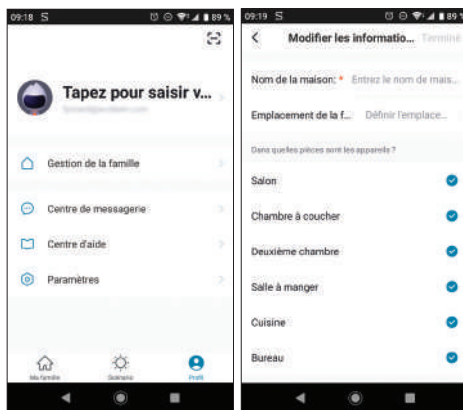 09:18 S 89 %
Tapez pour saisir v...
Gestion de la famille
Centre de messagerie
Centre d'aide
Paramètres
Ma famille Scénario Profil
09:19 S 89 %
Modifier les informatio... Terminé
Nom de la maison: * Entrez le nom de mais...
Emplacement de la f... Définir l'emplace...
Dans quelles pièces sont les appareils ?
Salon
Chambre à coucher
Deuxième chambre
Salle à manger
Cuisine
Bureau